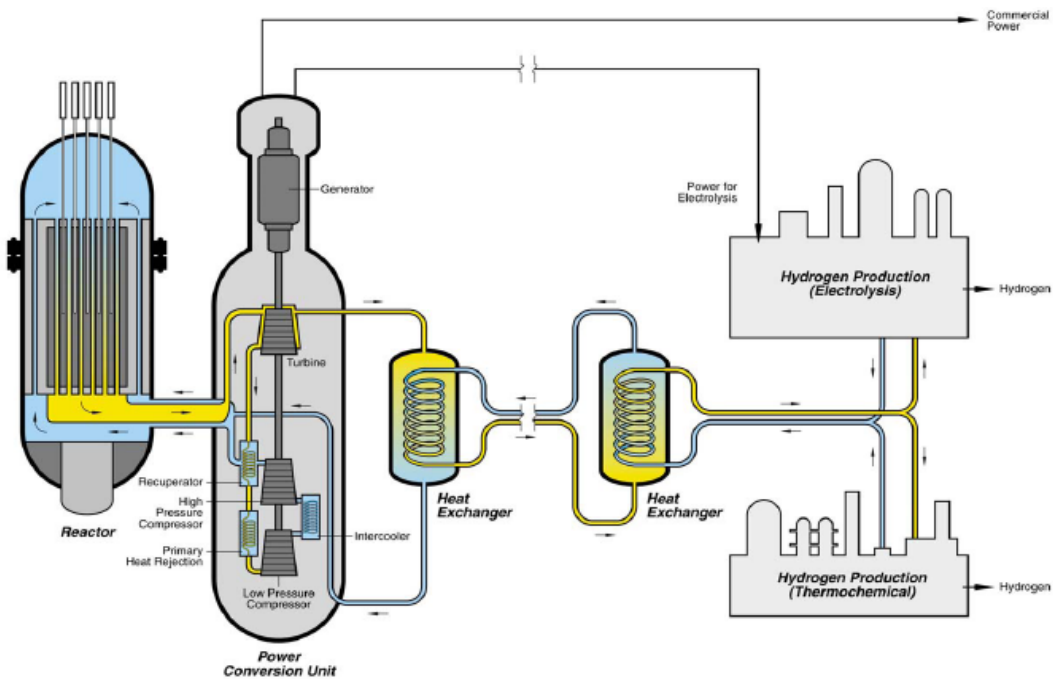 Commercial
Power
Generator
Power for
Electrolysis
Hydrogen Production
(Electrolysis)
Hydrogen
Turbine
Recuperator
High
Pressure
Compressor
Intercooler
Primary
Heat Rejection
Low Pressure
Compressor
Reactor
Power
Conversion Unit
Heat
Exchanger
Heat
Exchanger
Hydrogen Production
(Thermochemical)
Hydrogen